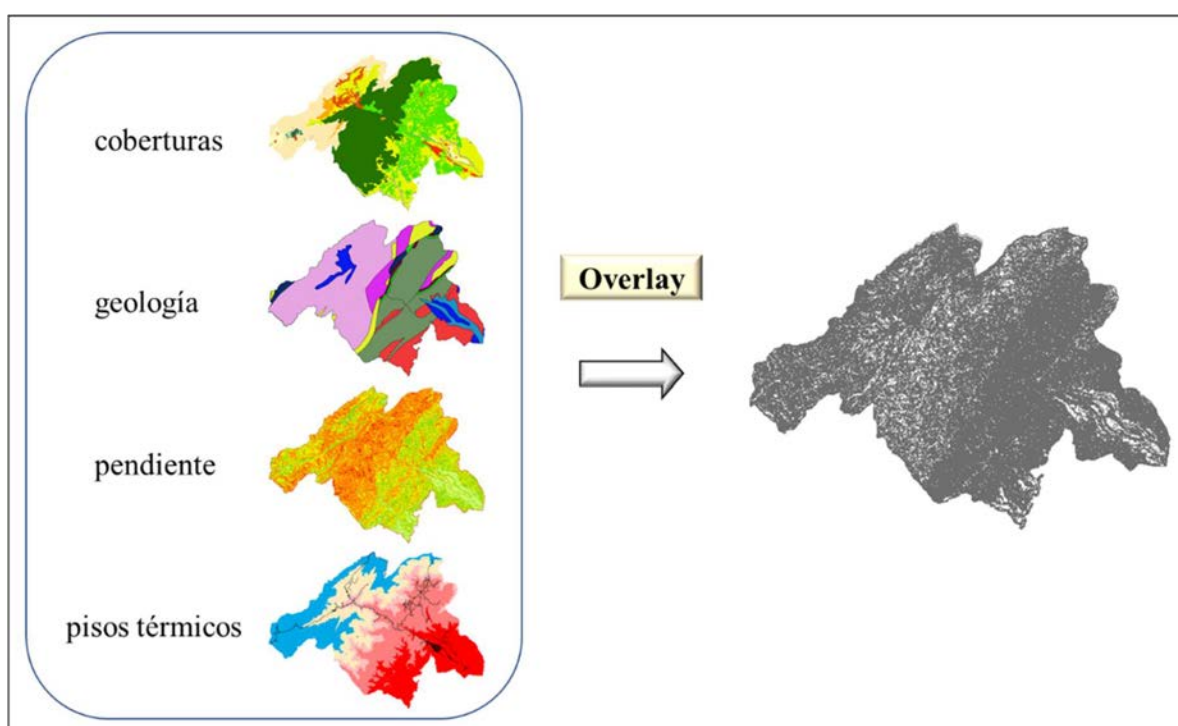 coberturas
geología
Overlay
pendiente
pisos térmicos